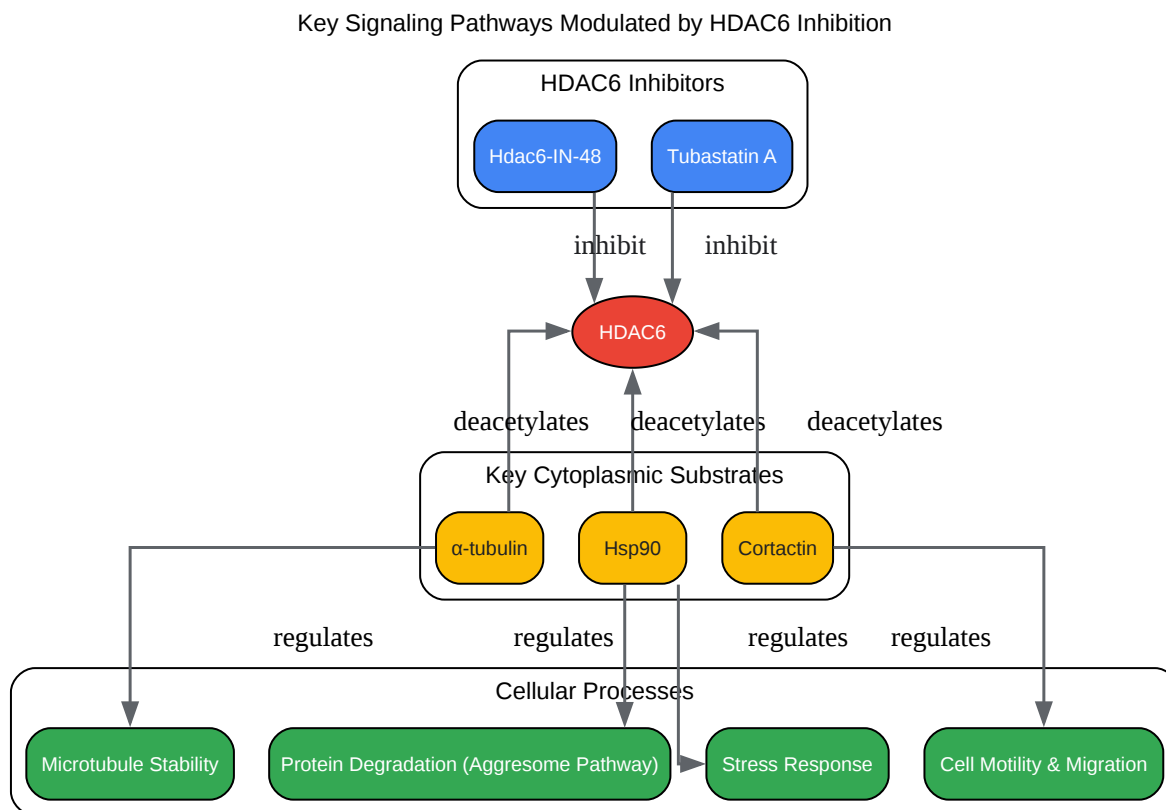 Key Signaling Pathways Modulated by HDAC6 Inhibition
HDAC6 Inhibitors
Hdac6-IN-48
Tubastatin A
inhibit
inhibit
HDAC6
deacetylates
deacetylates
deacetylates
Key Cytoplasmic Substrates
α-tubulin
Hsp90
Cortactin
regulates
regulates
regulates
regulates
Cellular Processes
Microtubule Stability
Protein Degradation (Aggresome Pathway)
Stress Response
Cell Motility & Migration